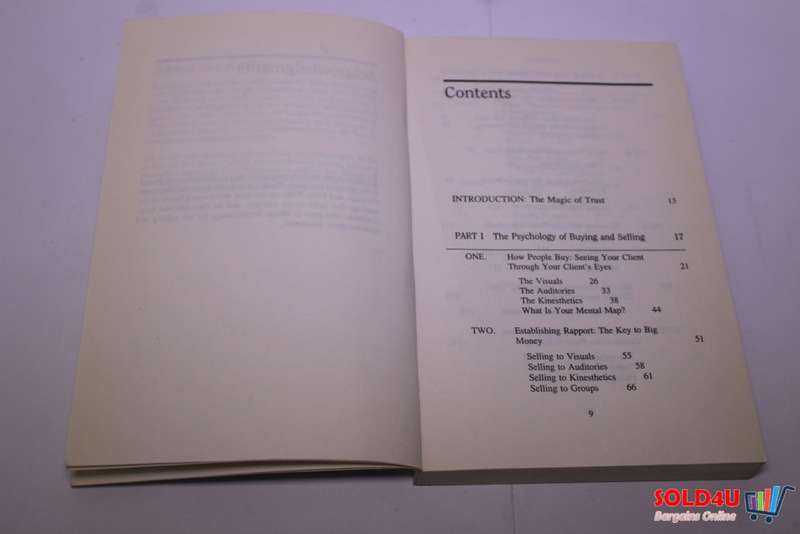 Contents
INTRODUCTION: The Magic of Trust 13
PART I The Psychology of Buying and Selling 17
ONE. How People Buy: Seeing Your Client
Through Your Client's Eyes 21
The Visuals 26
The Auditories 33
The Kinesthetics 38
What Is Your Mental Map? 44
TWO. Establishing Rapport: The Key to Big
Money 51
Selling to Visuals 55
Selling to Auditories 58
Selling to Kinesthetics 61
Selling to Groups 66
9
SOLD4U
Bargains Online